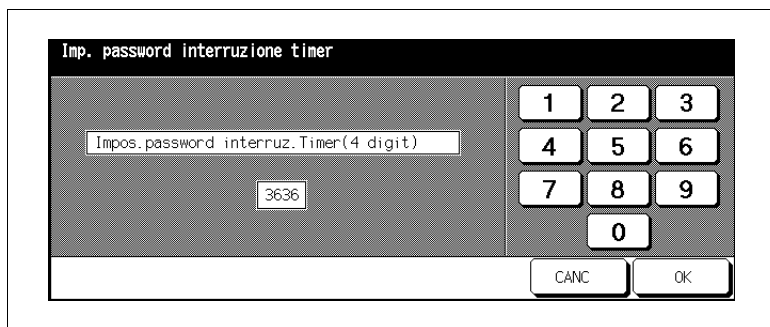 Imp. password interruzione timer
Impos.password interruz.Timer(4 digit)
3636
1 2 3
4 5 6
7 8 9
0
CANC OK